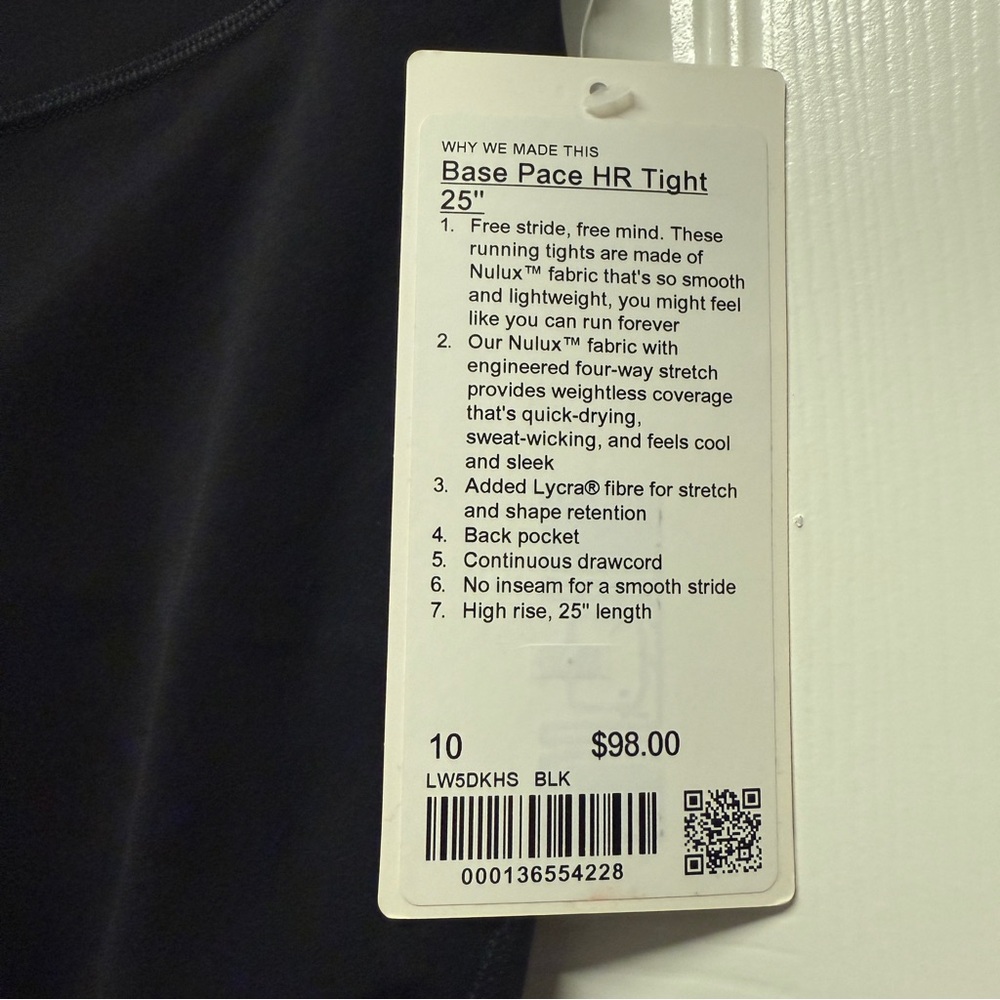 WHY WE MADE THIS
Base Pace HR Tight
25"
1. Free stride, free mind. These
running tights are made of
Nulux™ fabric that's so smooth
and lightweight, you might feel
like you can run forever
2. Our Nulux™ fabric with
engineered four-way stretch
provides weightless coverage
that's quick-drying,
sweat-wicking, and feels cool
and sleek
3. Added Lycra® fibre for stretch
and shape retention
4. Back pocket
5. Continuous drawcord
6. No inseam for a smooth stride
7. High rise, 25" length
10 $98.00
LW5DKHS BLK
000136554228